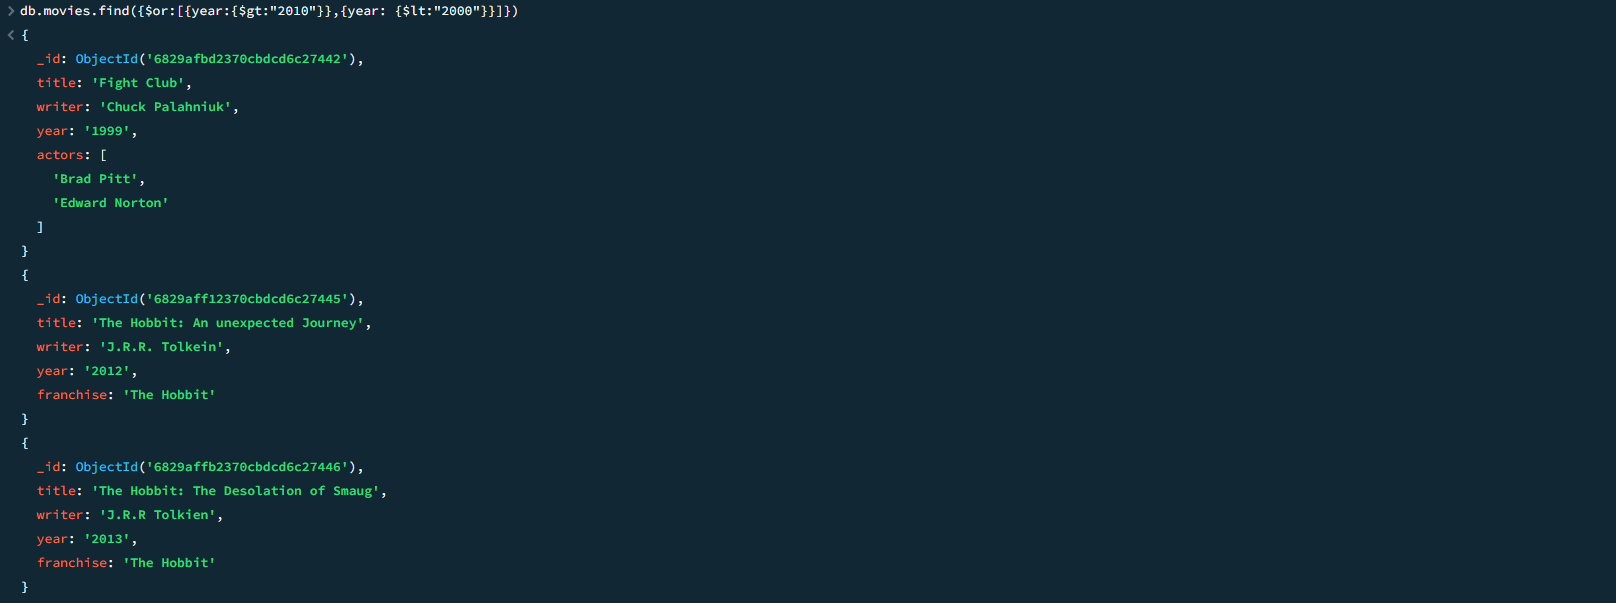 db.movies.find({$or:[{year:{$gt:"2010"}},{year: {$lt:"2000"}}]})
{
_id: ObjectId('6829afbd2370cbdcd6c27442'),
title: 'Fight Club',
writer: 'Chuck Palahniuk',
year: '1999',
actors: [
'Brad Pitt',
'Edward Norton'
]
}
{
_id: ObjectId('6829aff12370cbdcd6c27445'),
title: 'The Hobbit: An unexpected Journey',
writer: 'J.R.R. Tolkein',
year: '2012',
franchise: 'The Hobbit'
}
{
_id: ObjectId('6829affb2370cbdcd6c27446'),
title: 'The Hobbit: The Desolation of Smaug',
writer: 'J.R.R Tolkien',
year: '2013',
franchise: 'The Hobbit'
}